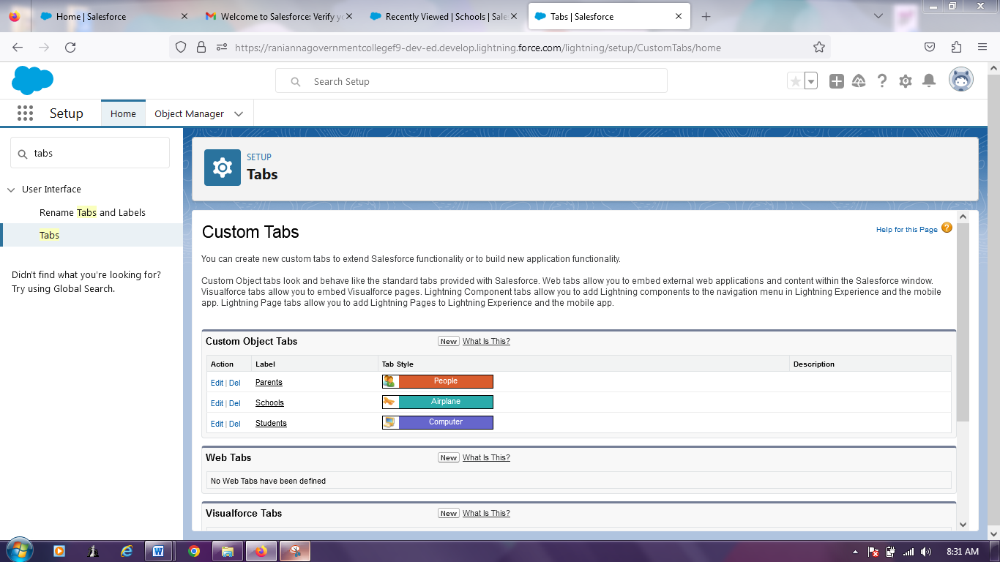 Home | Salesforce
Welcome to Salesforce: Verify yo
Recently Viewed | Schools | Sale
Tabs | Salesforce
https://raniannagovernmentcollegef9-dev-ed.develop.lightning.force.com/lightning/setup/CustomTabs/home
Search Setup
Setup
Home
Object Manager
tabs
User Interface
Rename Tabs and Labels
Tabs
Didn't find what you're looking for?
Try using Global Search.
SETUP
Tabs
Custom Tabs
Help for this Page
You can create new custom tabs to extend Salesforce functionality or to build new application functionality.
Custom Object tabs look and behave like the standard tabs provided with Salesforce. Web tabs allow you to embed external web applications and content within the Salesforce window.
Visualforce tabs allow you to embed Visualforce pages. Lightning Component tabs allow you to add Lightning components to the navigation menu in Lightning Experience and the mobile
app. Lightning Page tabs allow you to add Lightning Pages to Lightning Experience and the mobile app.
Custom Object Tabs New What Is This?
Action Label Tab Style Description
Edit | Del Parents People
Edit | Del Schools Airplane
Edit | Del Students Computer
Web Tabs New What Is This?
No Web Tabs have been defined
Visualforce Tabs New What Is This?
8:31 AM